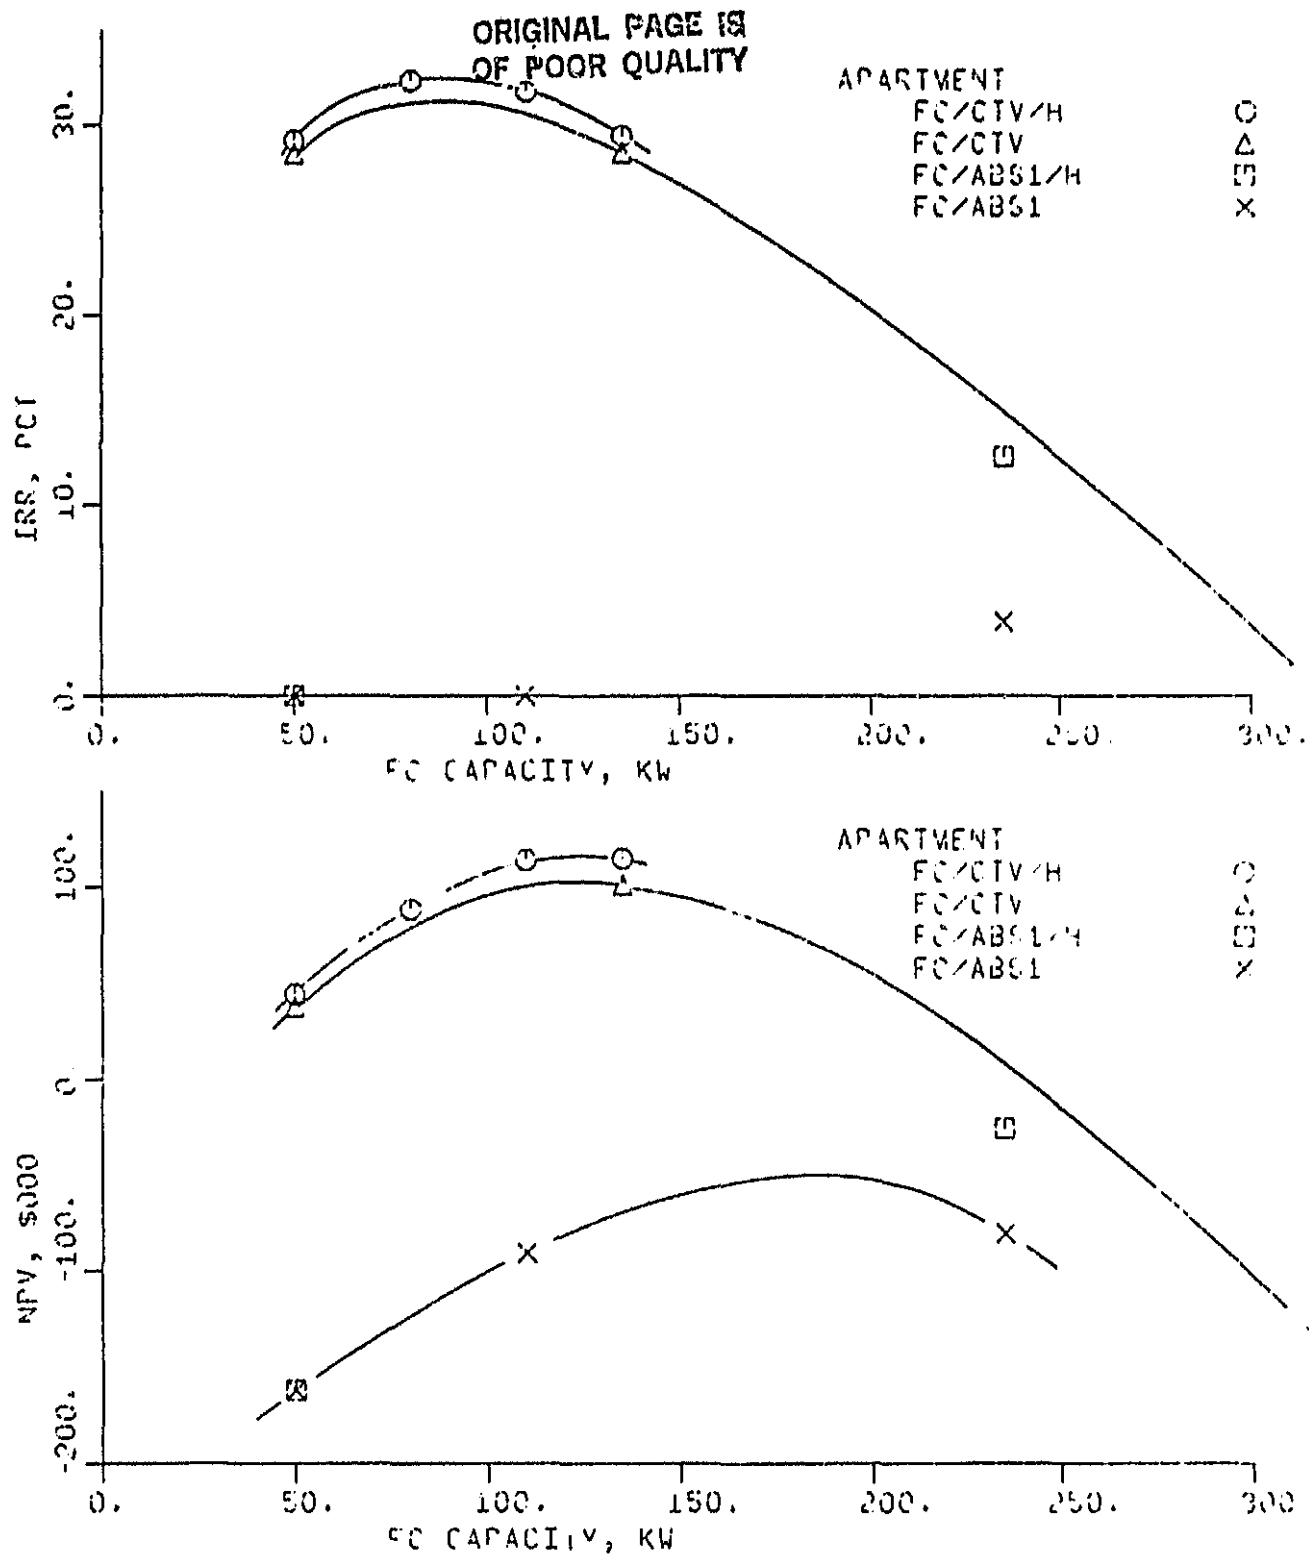 ORIGINAL PAGE IS
OF POOR QUALITY
APARTMENT
FC/CTV/H
FC/CTV
FC/ABS1/H
FC/ABS1
IRR, PCT
30.
20.
10.
0.
0. 50. 100. 150. 200. 250. 300.
FC CAPACITY, KW
APARTMENT
FC/CTV/H
FC/CTV
FC/ABS1/H
FC/ABS1
NPV, $000
100.
0.
-100.
-200.
0. 50. 100. 150. 200. 250. 300
FC CAPACITY, KW